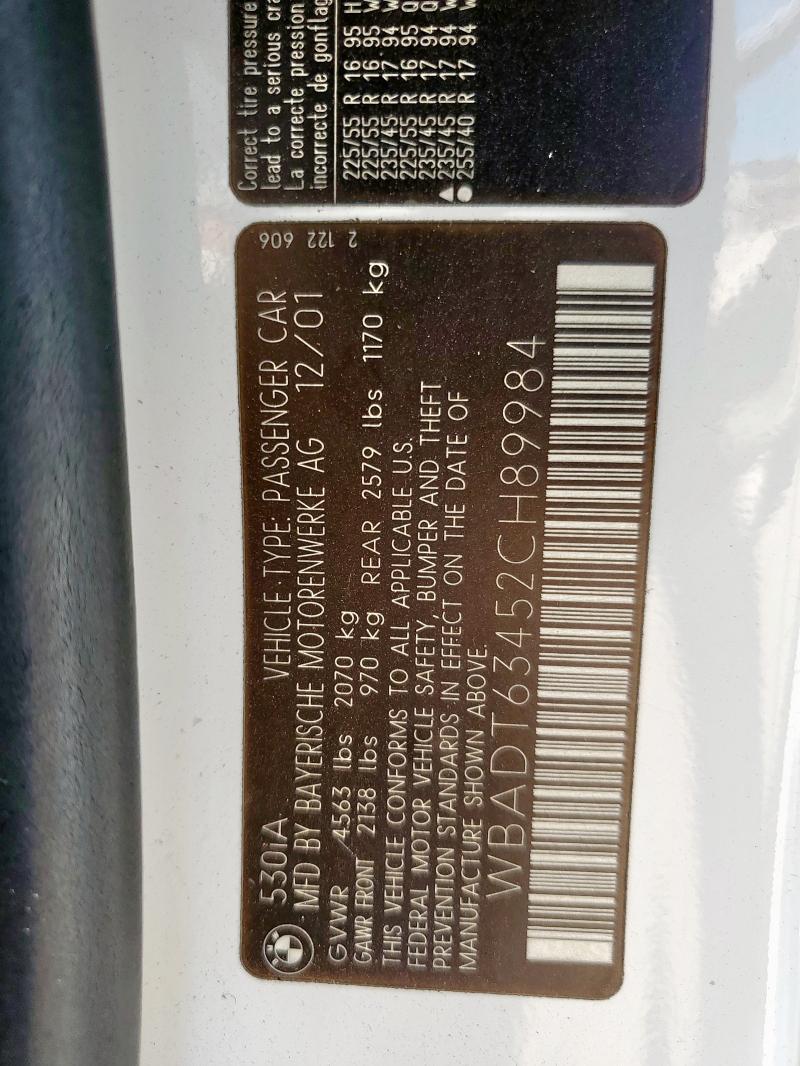 530iA VEHICLE TYPE: PASSENGER CAR
MFD BY BAYERISCHE MOTORENWERKE AG 12/01
GVWR 4563 lbs 2070 kg
GAWR FRONT 2138 lbs 970 kg REAR 2579 lbs 1170 kg
THIS VEHICLE CONFORMS TO ALL APPLICABLE U.S.
FEDERAL MOTOR VEHICLE SAFETY, BUMPER AND THEFT
PREVENTION STANDARDS IN EFFECT ON THE DATE OF
MANUFACTURE SHOWN ABOVE.
WBADT63452CH89984
2 122 606
Correct tire pressure
lead to a serious
La correcte pression
incorrecte de gonflag
225/55 R 16 95 H
225/55 R 16 95 W
235/45 R 17 94 W
225/55 R 16 95 Q
235/45 R 17 94 Q
235/45 R 17 94 W
255/40 R 17 94 W